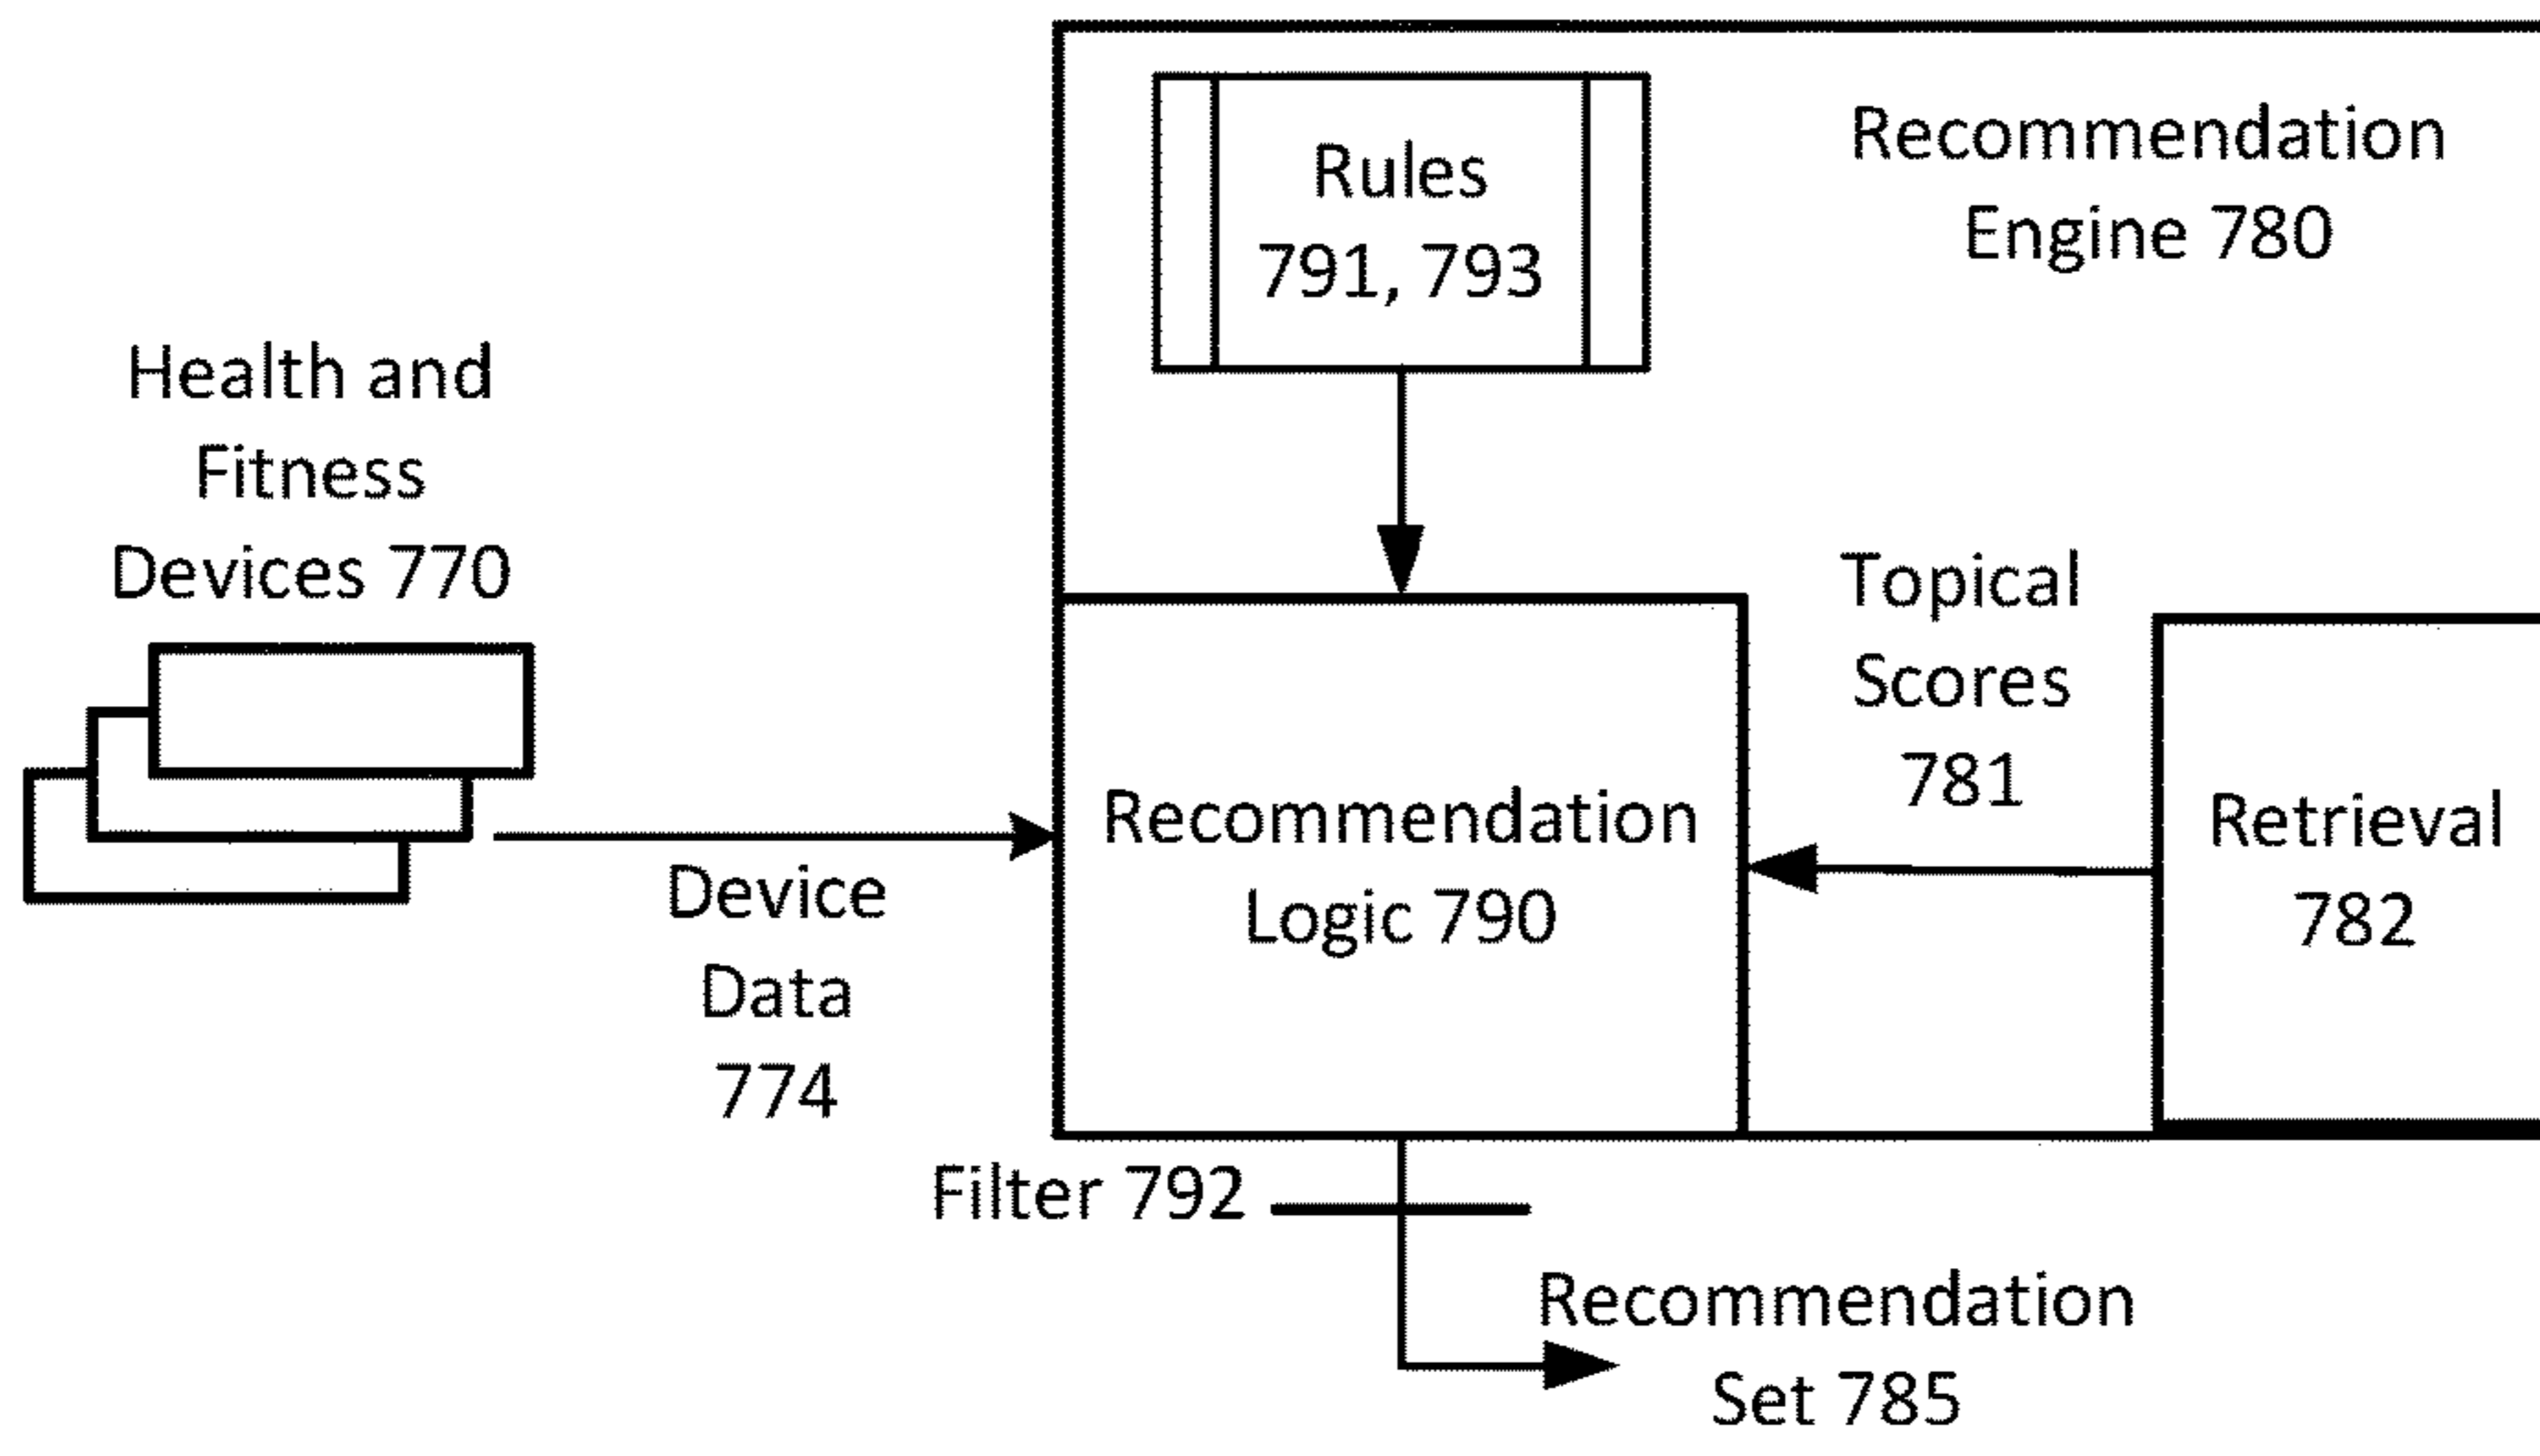 Rules
791, 793
Recommendation
Engine 780
Health and
Fitness
Devices 770
Topical
Scores
781
Recommendation
Logic 790
Retrieval
782
Device
Data
774
Filter 792
Recommendation
Set 785